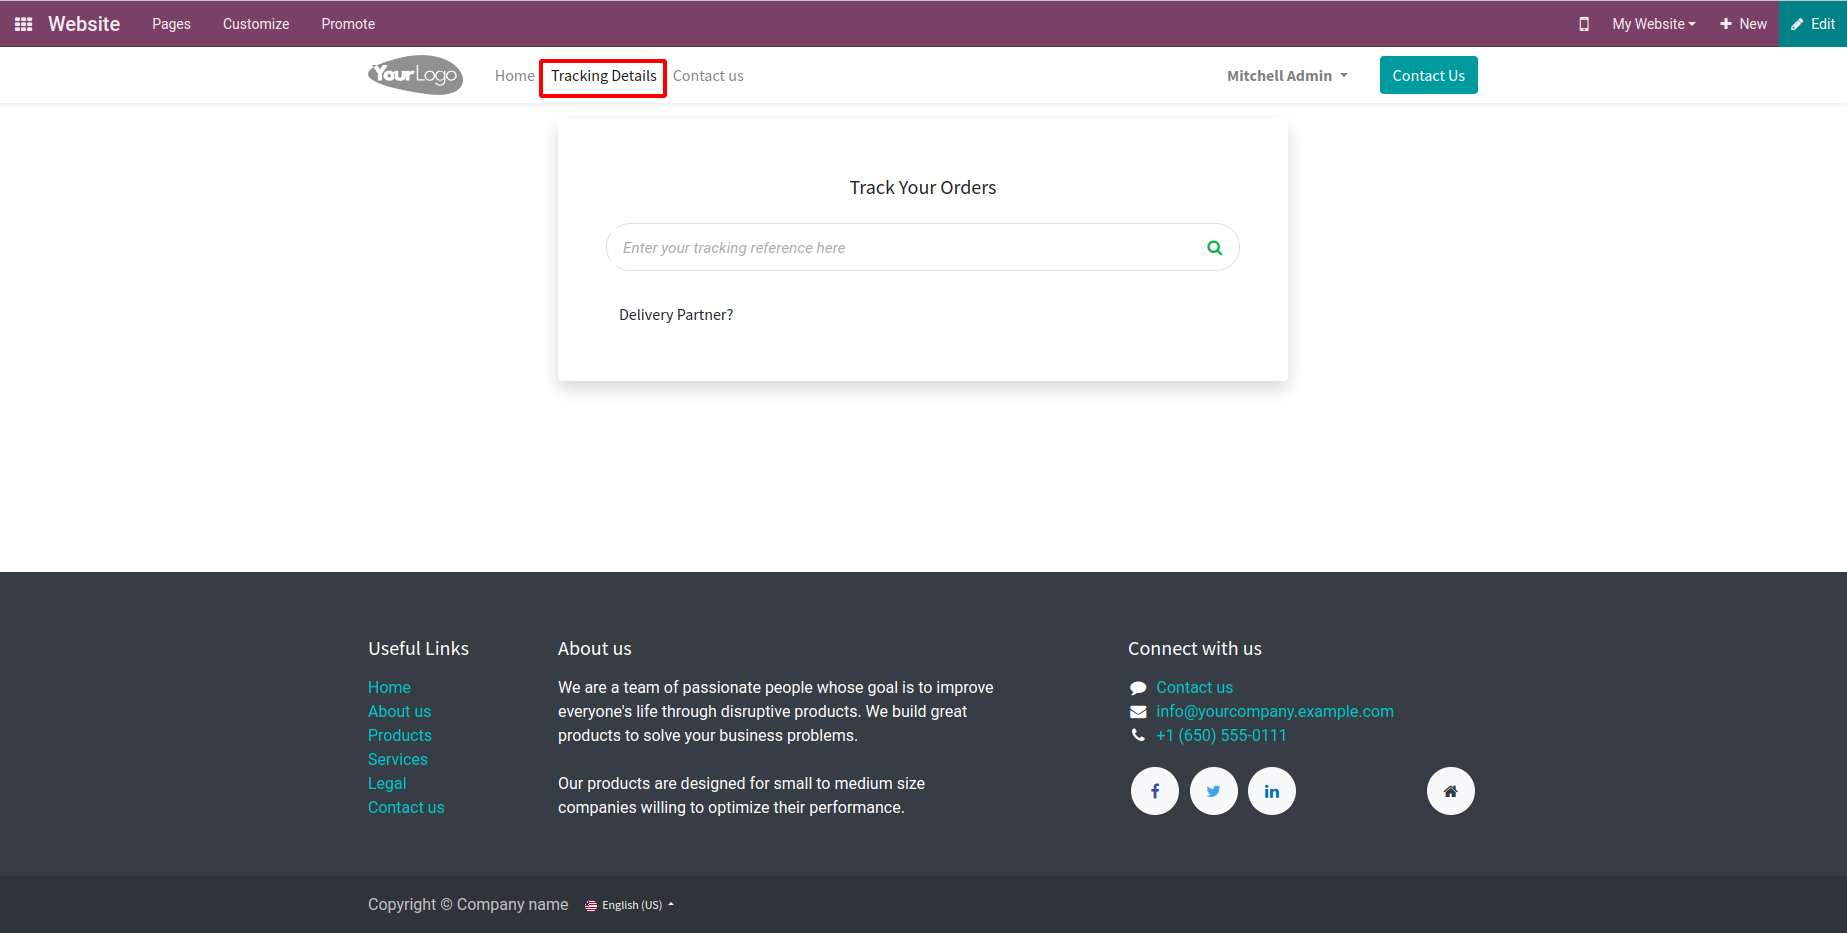 Website Pages Customize Promote My Website New Edit
YourLogo Home Tracking Details Contact us Mitchell Admin Contact Us
Track Your Orders
Enter your tracking reference here
Delivery Partner?
Useful Links
Home
About us
Products
Services
Legal
Contact us
About us
We are a team of passionate people whose goal is to improve
everyone's life through disruptive products. We build great
products to solve your business problems.
Our products are designed for small to medium size
companies willing to optimize their performance.
Connect with us
Contact us
info@yourcompany.example.com
+1 (650) 555-0111
Copyright © Company name English (US)